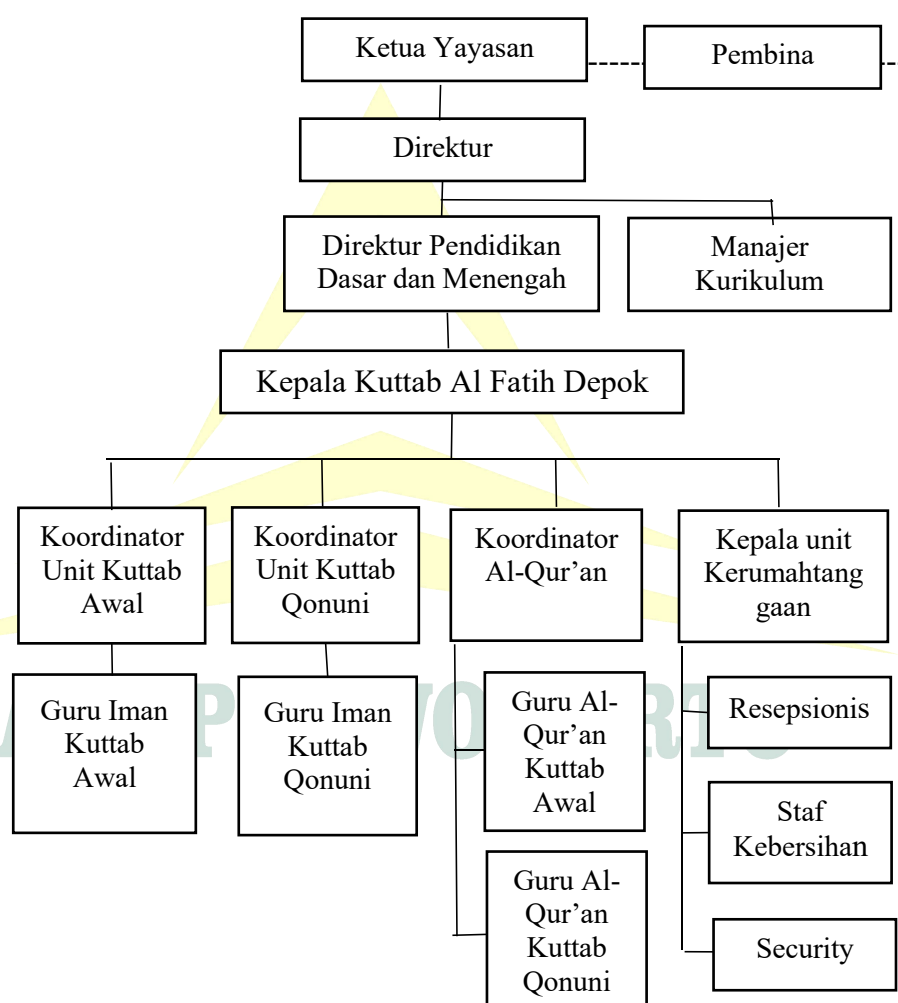 Ketua Yayasan
Pembina
Direktur
Direktur Pendidikan
Dasar dan Menengah
Manajer
Kurikulum
Kepala Kuttab Al Fatih Depok
Koordinator
Unit Kuttab
Awal
Koordinator
Unit Kuttab
Qonuni
Koordinator
Al-Qur’an
Kepala unit
Kerumahtang
gaan
Guru Iman
Kuttab
Awal
Guru Iman
Kuttab
Qonuni
Guru Al-
Qur’an
Kuttab
Awal
Guru Al-
Qur’an
Kuttab
Qonuni
Resepsionis
Staf
Kebersihan
Security